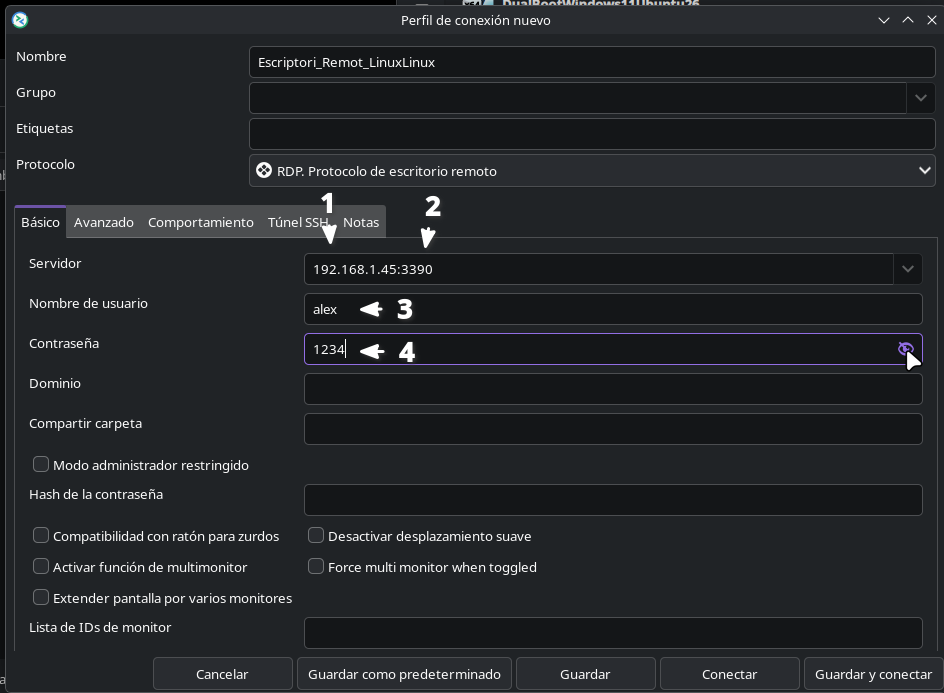 DualBootWindows11Ubuntu26
Perfil de conexión nuevo
Nombre
Escriptori_Remot_LinuxLinux
Grupo
Etiquetas
Protocolo
RDP. Protocolo de escritorio remoto
1
2
Básico Avanzado Comportamiento Túnel SSH Notas
Servidor
192.168.1.45:3390
Nombre de usuario
alex
3
Contraseña
1234
4
Dominio
Compartir carpeta
Modo administrador restringido
Hash de la contraseña
Compatibilidad con ratón para zurdos
Desactivar desplazamiento suave
Activar función de multimonitor
Force multi monitor when toggled
Extender pantalla por varios monitores
Lista de IDs de monitor
Cancelar
Guardar como predeterminado
Guardar
Conectar
Guardar y conectar